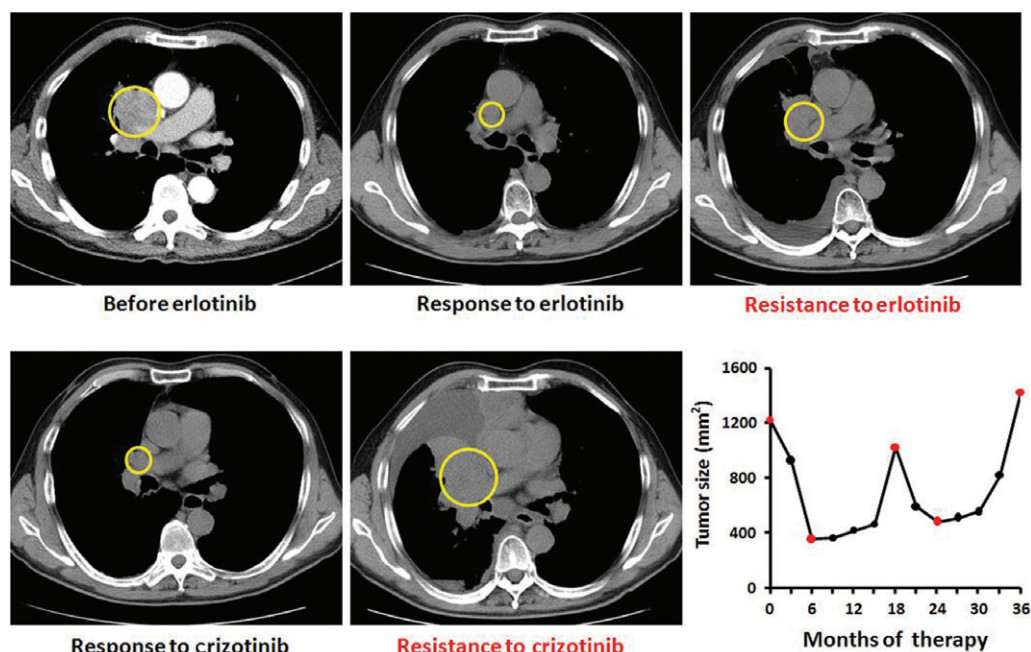 Before erlotinib
Response to erlotinib
Resistance to erlotinib
Response to crizotinib
Resistance to crizotinib
Tumor size (mm²)
1600
1200
800
400
0
0 6 12 18 24 30 36
Months of therapy